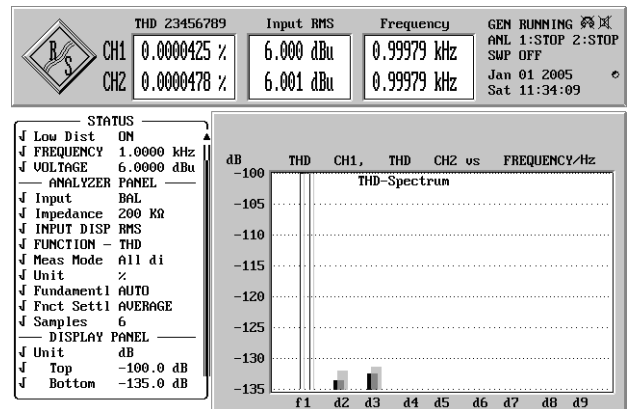 THD 23456789 Input RMS Frequency
GEN RUNNING
R S CH1 0.0000425 % 6.000 dBu 0.99979 kHz
ANL 1:STOP 2:STOP
SWP OFF
CH2 0.0000478 % 6.001 dBu 0.99979 kHz
Jan 01 2005
Sat 11:34:09
STATUS
Low Dist ON
FREQUENCY 1.0000 kHz
VOLTAGE 6.0000 dBu
ANALYZER PANEL
Input BAL
Impedance 200 KΩ
INPUT DISP RMS
FUNCTION - THD
Meas Mode All di
Unit %
Fundamentl AUTO
Fnct Settl AVERAGE
Samples 6
DISPLAY PANEL
Unit dB
Top -100.0 dB
Bottom -135.0 dB
dB THD CH1, THD CH2 vs FREQUENCY/Hz
THD-Spectrum
-100
-105
-110
-115
-120
-125
-130
-135
f1 d2 d3 d4 d5 d6 d7 d8 d9